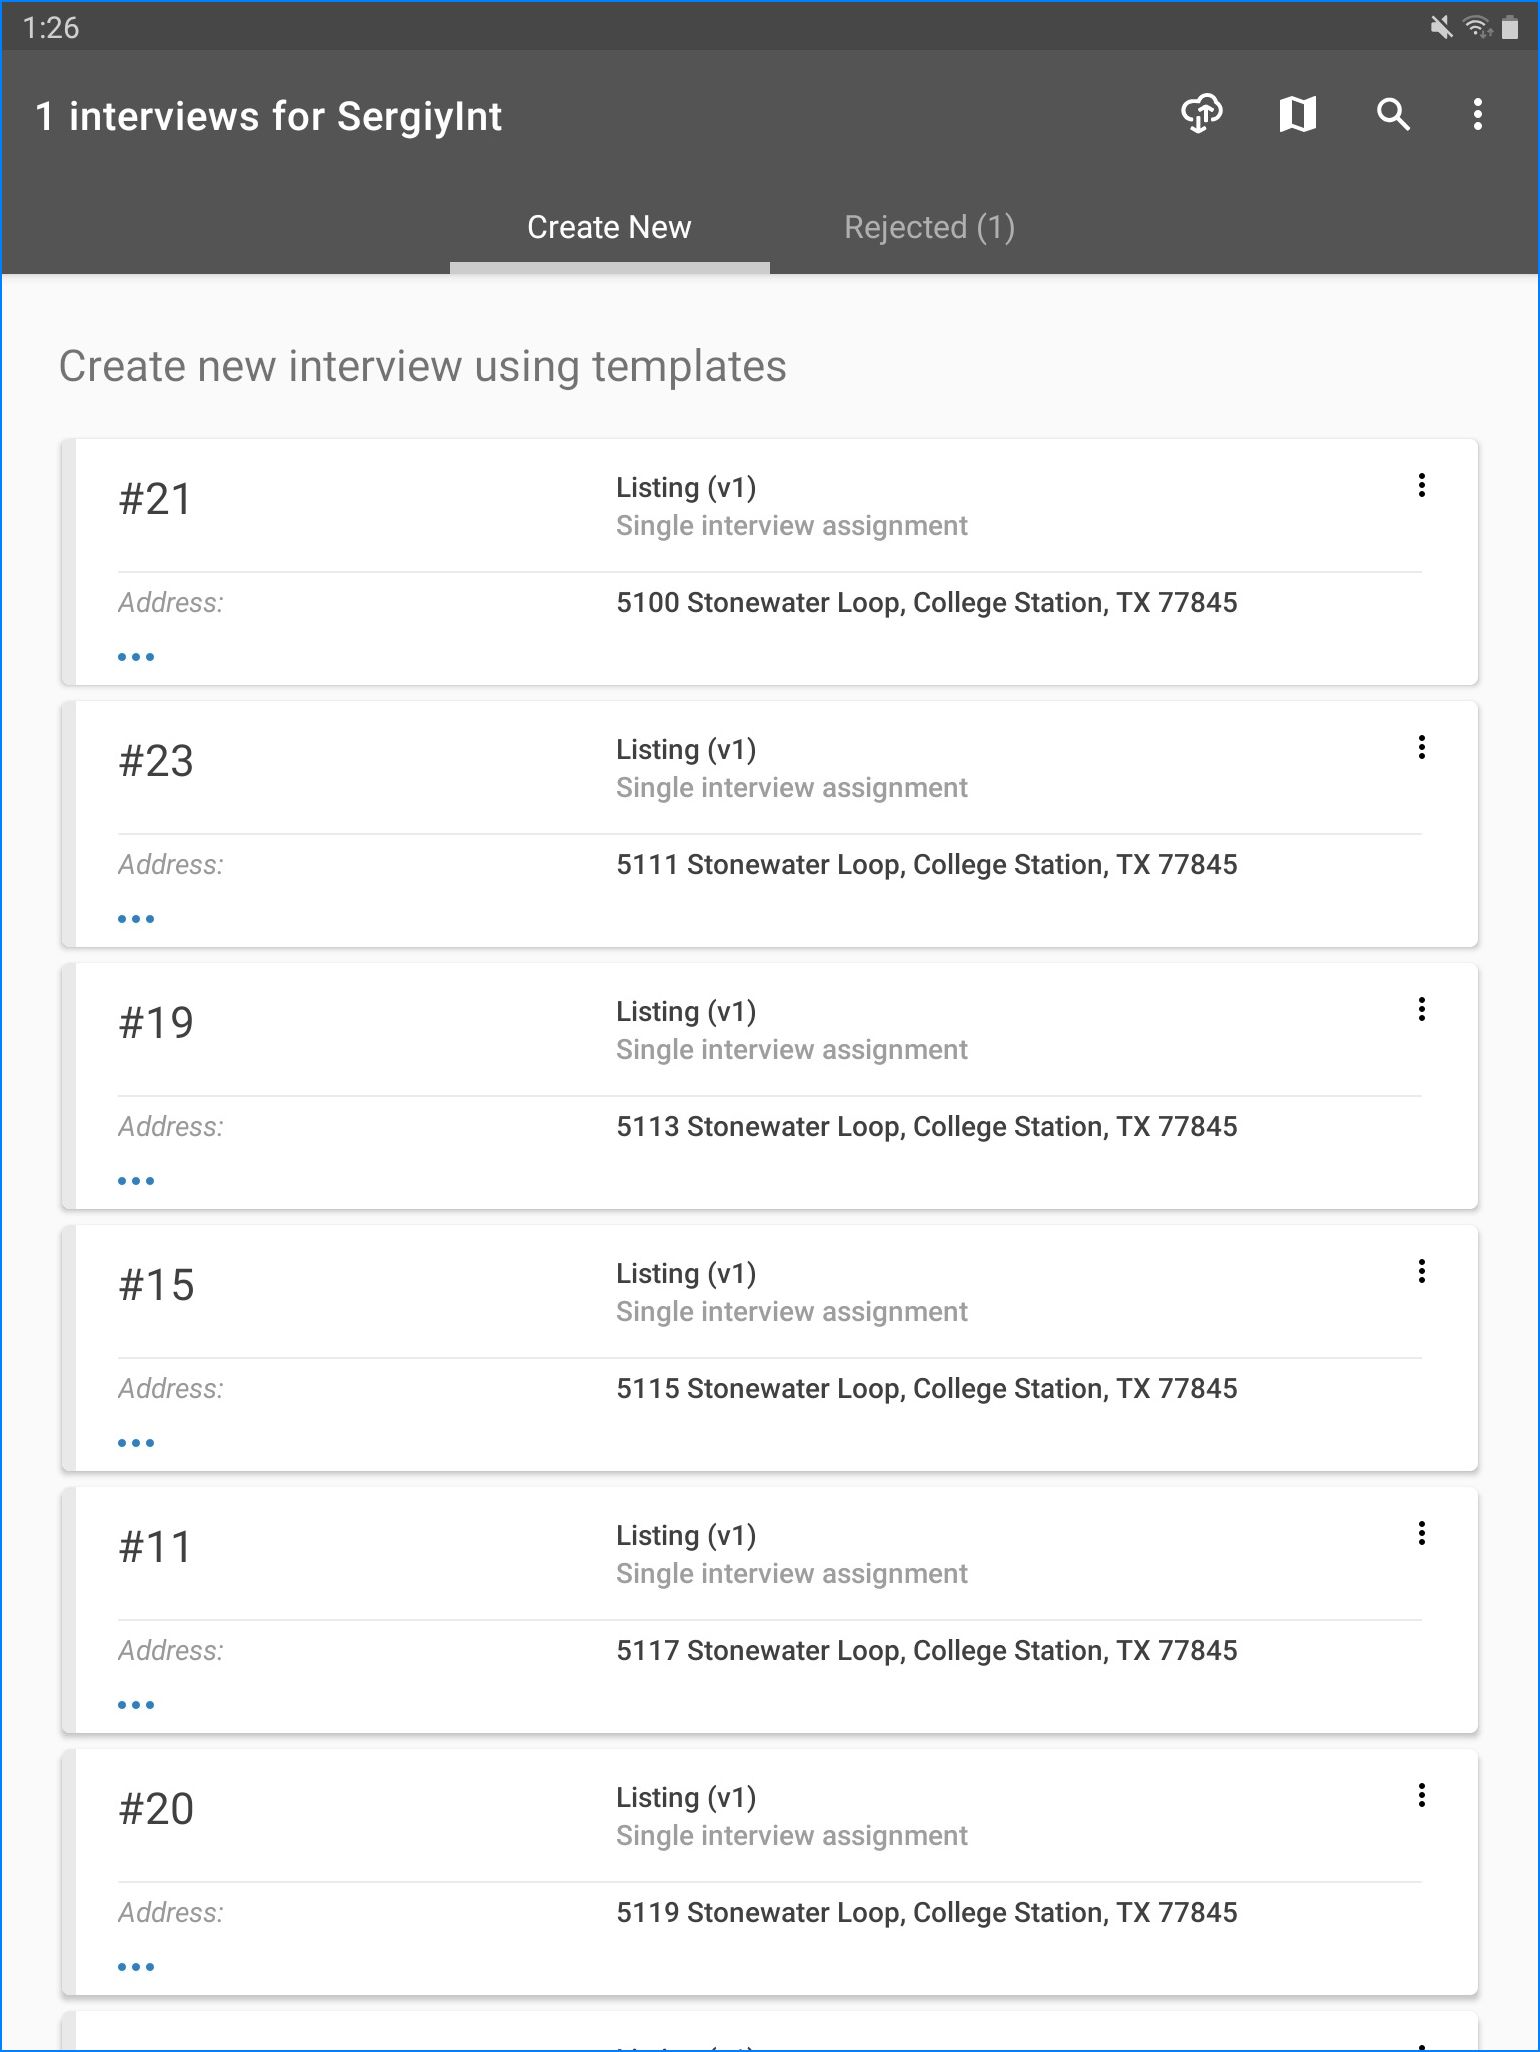 1:26
1 interviews for SergiyInt
Create New
Rejected (1)
Create new interview using templates
#21
Listing (v1)
Single interview assignment
Address:
5100 Stonewater Loop, College Station, TX 77845
#23
Listing (v1)
Single interview assignment
Address:
5111 Stonewater Loop, College Station, TX 77845
#19
Listing (v1)
Single interview assignment
Address:
5113 Stonewater Loop, College Station, TX 77845
#15
Listing (v1)
Single interview assignment
Address:
5115 Stonewater Loop, College Station, TX 77845
#11
Listing (v1)
Single interview assignment
Address:
5117 Stonewater Loop, College Station, TX 77845
#20
Listing (v1)
Single interview assignment
Address:
5119 Stonewater Loop, College Station, TX 77845